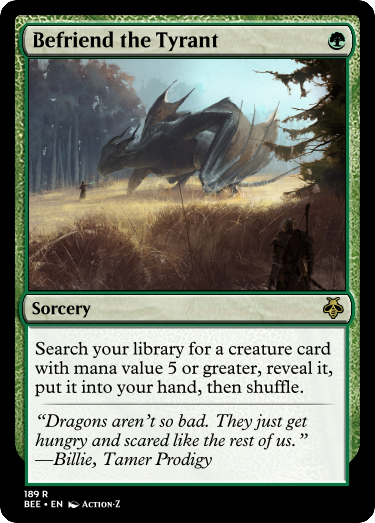 Befriend the Tyrant
Sorcery
Search your library for a creature card
with mana value 5 or greater, reveal it,
put it into your hand, then shuffle.
“Dragons aren’t so bad. They just get
hungry and scared like the rest of us.”
—Billie, Tamer Prodigy
189 R
BEE • EN Action-Z